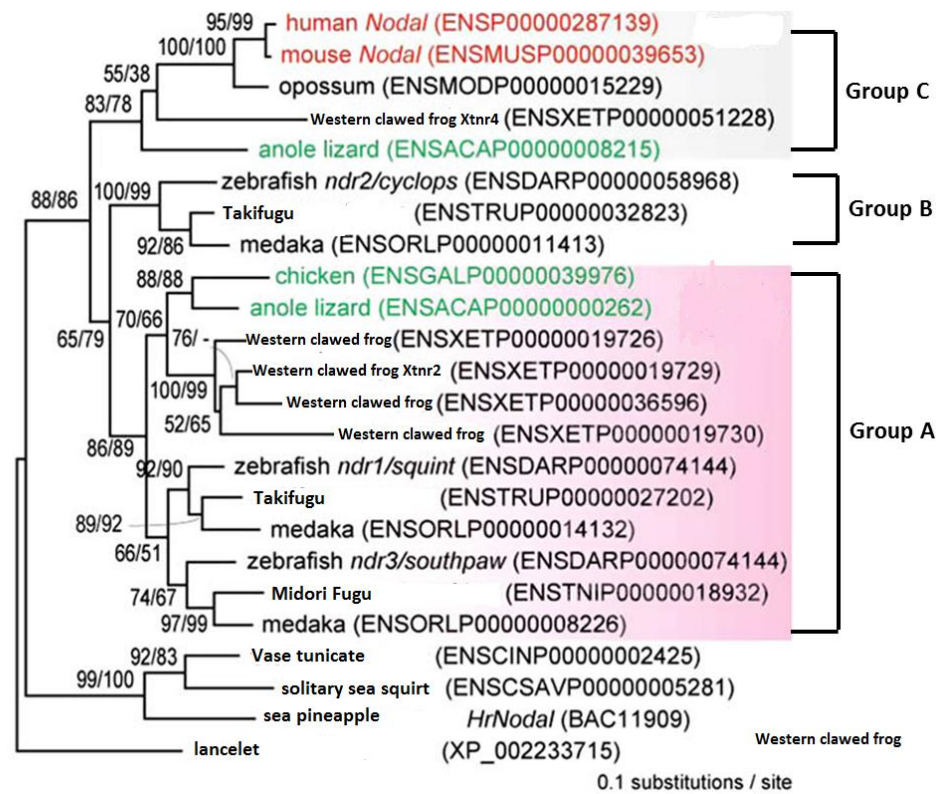 95/99
human Nodal (ENSP00000287139)
100/100
mouse Nodal (ENSMUSP00000039653)
55/38
opossum (ENSMODP00000015229)
Group C
83/78
Western clawed frog Xtnr4 (ENSXETP00000051228)
anole lizard (ENSACAP00000008215)
88/86
100/99
zebrafish ndr2/cyclops (ENSDARP00000058968)
Takifugu (ENSTRUP00000032823)
Group B
92/86
medaka (ENSORLP00000011413)
88/88
chicken (ENSGALP00000039976)
70/66
anole lizard (ENSACAP00000000262)
65/79
76/ -
Western clawed frog (ENSXETP00000019726)
Western clawed frog Xtnr2 (ENSXETP00000019729)
100/99
Western clawed frog (ENSXETP00000036596)
52/65
Western clawed frog (ENSXETP00000019730)
Group A
86/89
92/90
zebrafish ndr1/squint (ENSDARP00000074144)
Takifugu (ENSTRUP00000027202)
89/92
medaka (ENSORLP00000014132)
66/51
zebrafish ndr3/southpaw (ENSDARP00000074144)
74/67
Midori Fugu (ENSTNIP00000018932)
97/99
medaka (ENSORLP00000008226)
92/83
Vase tunicate (ENSCINP00000002425)
99/100
solitary sea squirt (ENSCSAVP00000005281)
sea pineapple HrNodal (BAC11909)
lancelet (XP_002233715)
Western clawed frog
0.1 substitutions / site